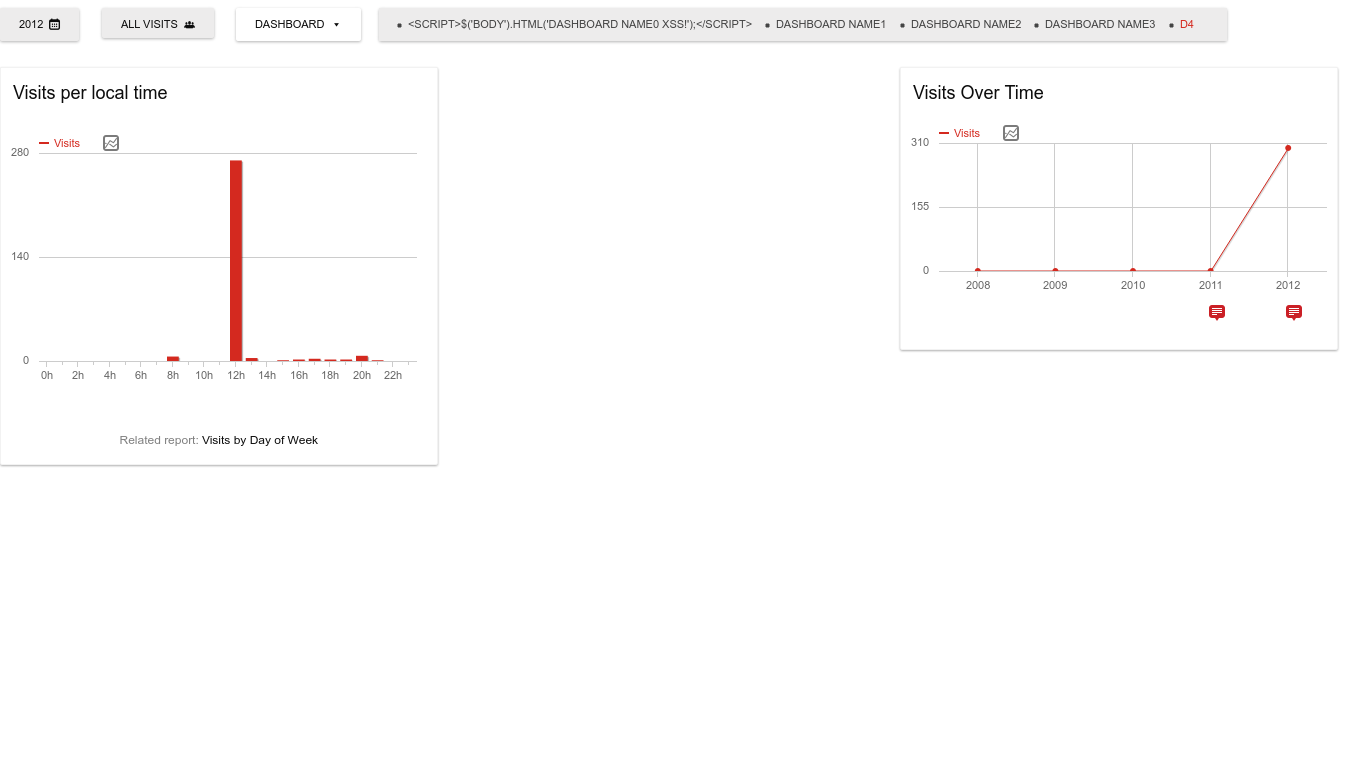 2012
ALL VISITS
DASHBOARD
<SCRIPT>$('BODY').HTML('DASHBOARD NAME0 XSS!');</SCRIPT> DASHBOARD NAME1 DASHBOARD NAME2 DASHBOARD NAME3 D4
Visits per local time
Visits
280
140
0
0h 2h 4h 6h 8h 10h 12h 14h 16h 18h 20h 22h
Related report: Visits by Day of Week
Visits Over Time
Visits
310
155
0
2008 2009 2010 2011 2012